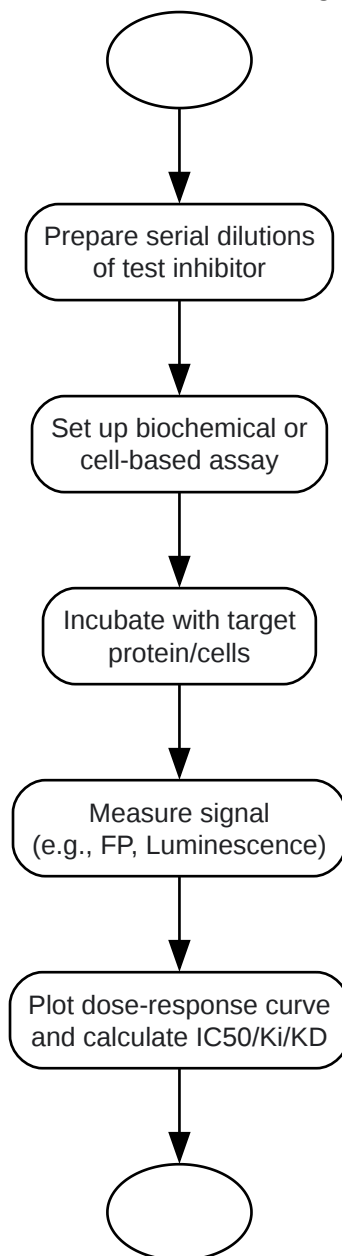 Prepare serial dilutions
of test inhibitor
Set up biochemical or
cell-based assay
Incubate with target
protein/cells
Measure signal
(e.g., FP, Luminescence)
Plot dose-response curve
and calculate IC50/Ki/KD